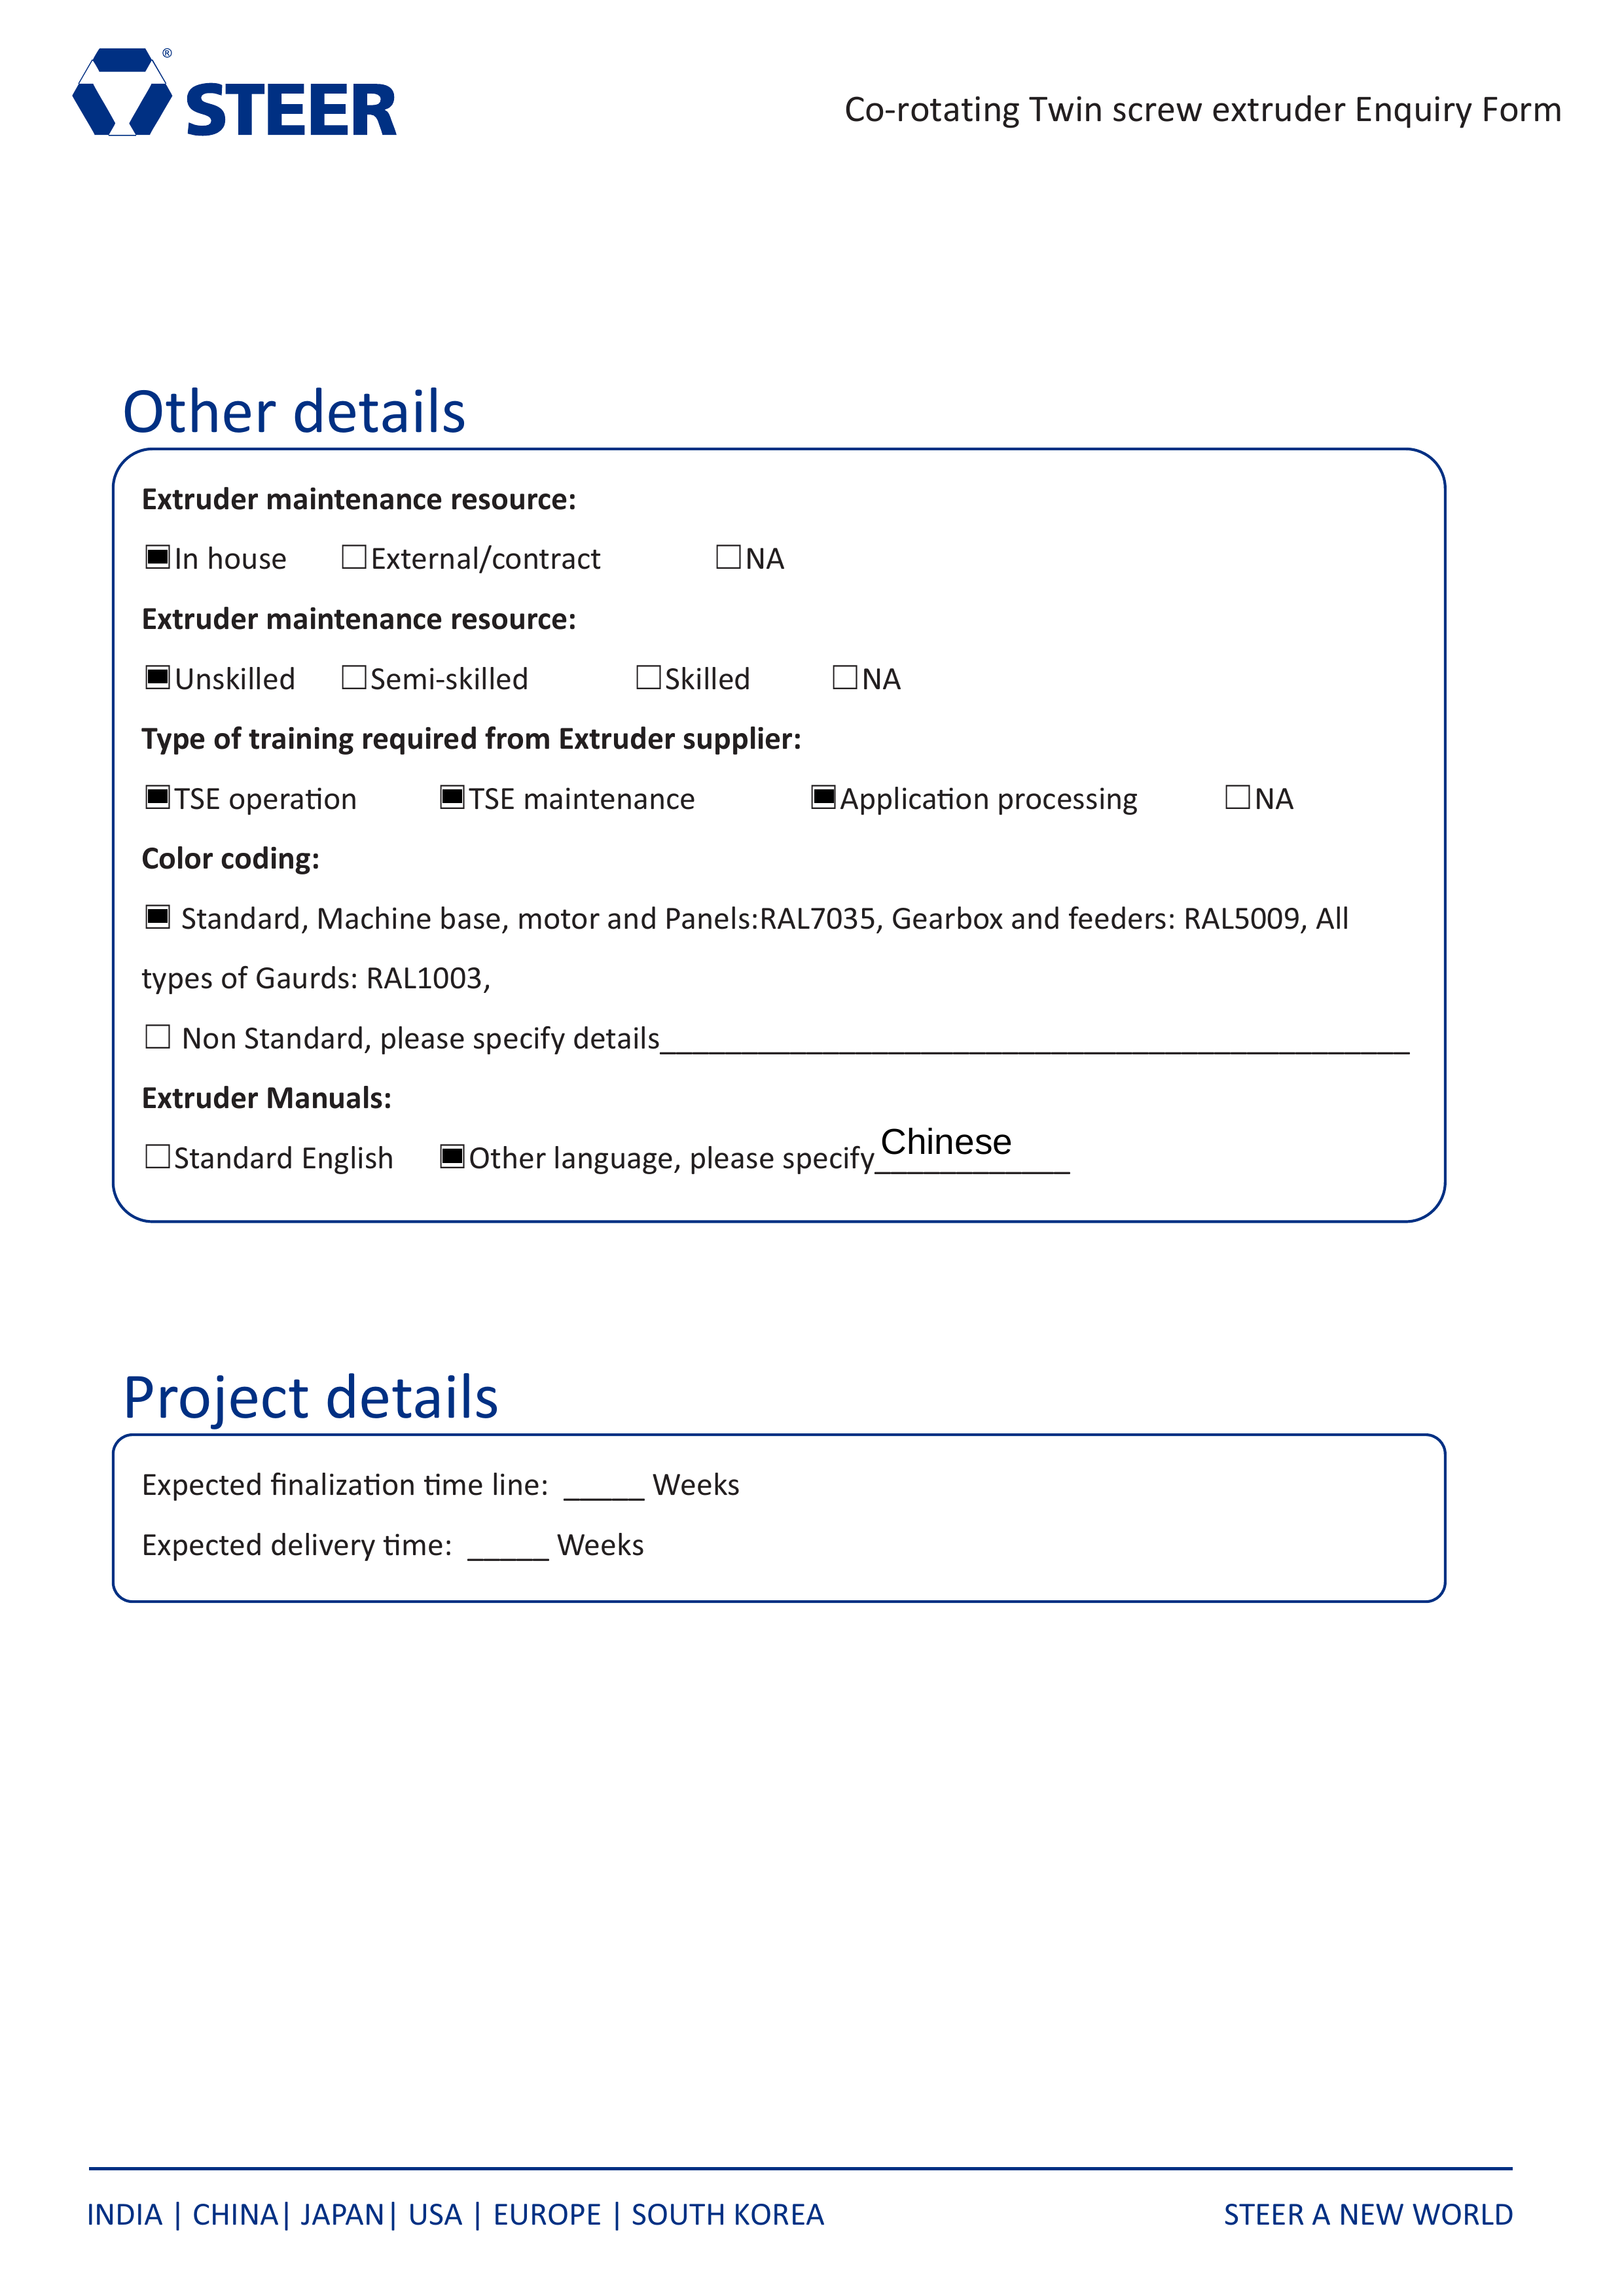 ® STEER
Co-rotating Twin screw extruder Enquiry Form
Other details
Extruder maintenance resource:
In house External/contract NA
Extruder maintenance resource:
Unskilled Semi-skilled Skilled NA
Type of training required from Extruder supplier:
TSE operation TSE maintenance Application processing NA
Color coding:
Standard, Machine base, motor and Panels:RAL7035, Gearbox and feeders: RAL5009, All
types of Gaurds: RAL1003,
Non Standard, please specify details______________________________________________
Extruder Manuals:
Standard English Other language, please specify Chinese
Project details
Expected finalization time line: _____ Weeks
Expected delivery time: _____ Weeks
INDIA | CHINA| JAPAN| USA | EUROPE | SOUTH KOREA STEER A NEW WORLD